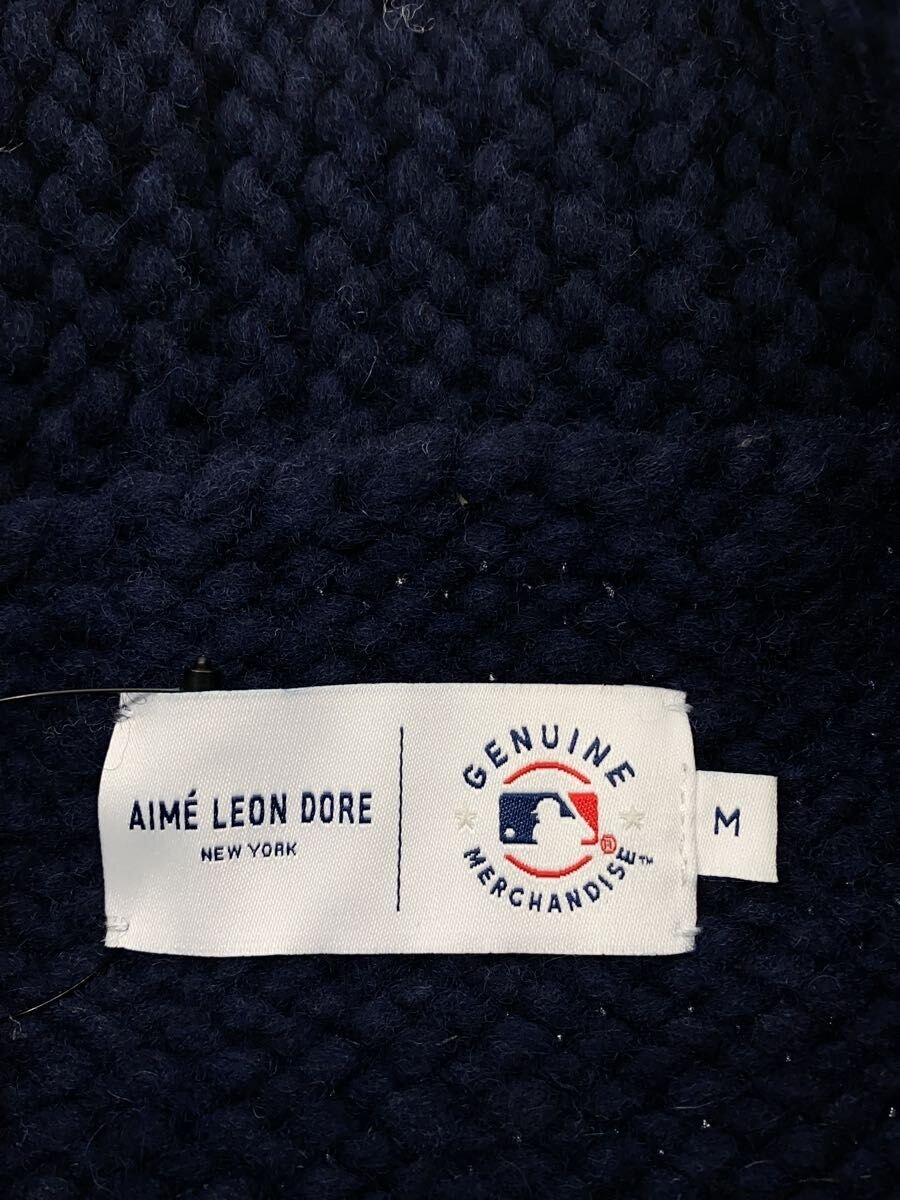 AIMÉ LEON DORE
NEW YORK
GENUINE
MERCHANDISE™
®
M